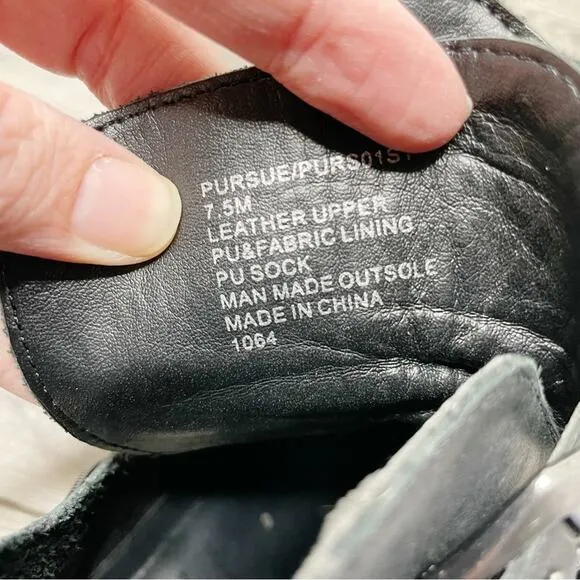 PURSUE/PURS01S1
7.5M
LEATHER UPPER
PU&FABRIC LINING
PU SOCK
MAN MADE OUTSOLE
MADE IN CHINA
1064